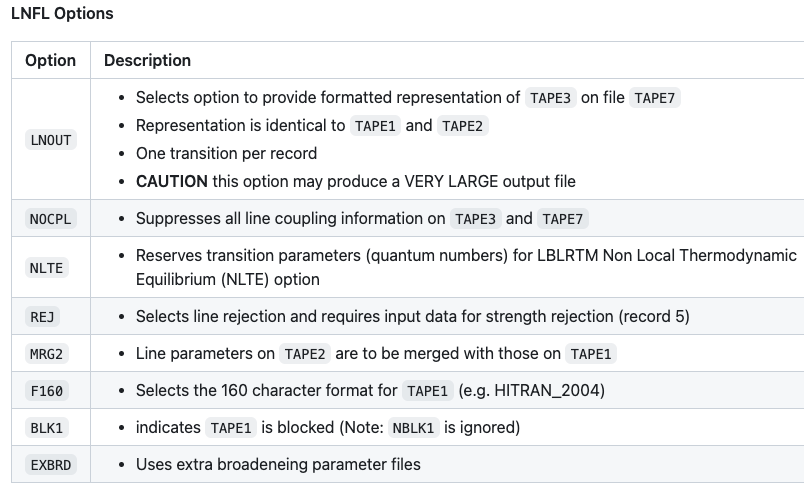 LNFL Options
Option Description
LNOUT
• Selects option to provide formatted representation of TAPE3 on file TAPE7
• Representation is identical to TAPE1 and TAPE2
• One transition per record
• CAUTION this option may produce a VERY LARGE output file
NOCPL • Suppresses all line coupling information on TAPE3 and TAPE7
NLTE
• Reserves transition parameters (quantum numbers) for LBLRTM Non Local Thermodynamic
Equilibrium (NLTE) option
REJ • Selects line rejection and requires input data for strength rejection (record 5)
MRG2 • Line parameters on TAPE2 are to be merged with those on TAPE1
F160 • Selects the 160 character format for TAPE1 (e.g. HITRAN_2004)
BLK1 • indicates TAPE1 is blocked (Note: NBLK1 is ignored)
EXBRD • Uses extra broadeneing parameter files